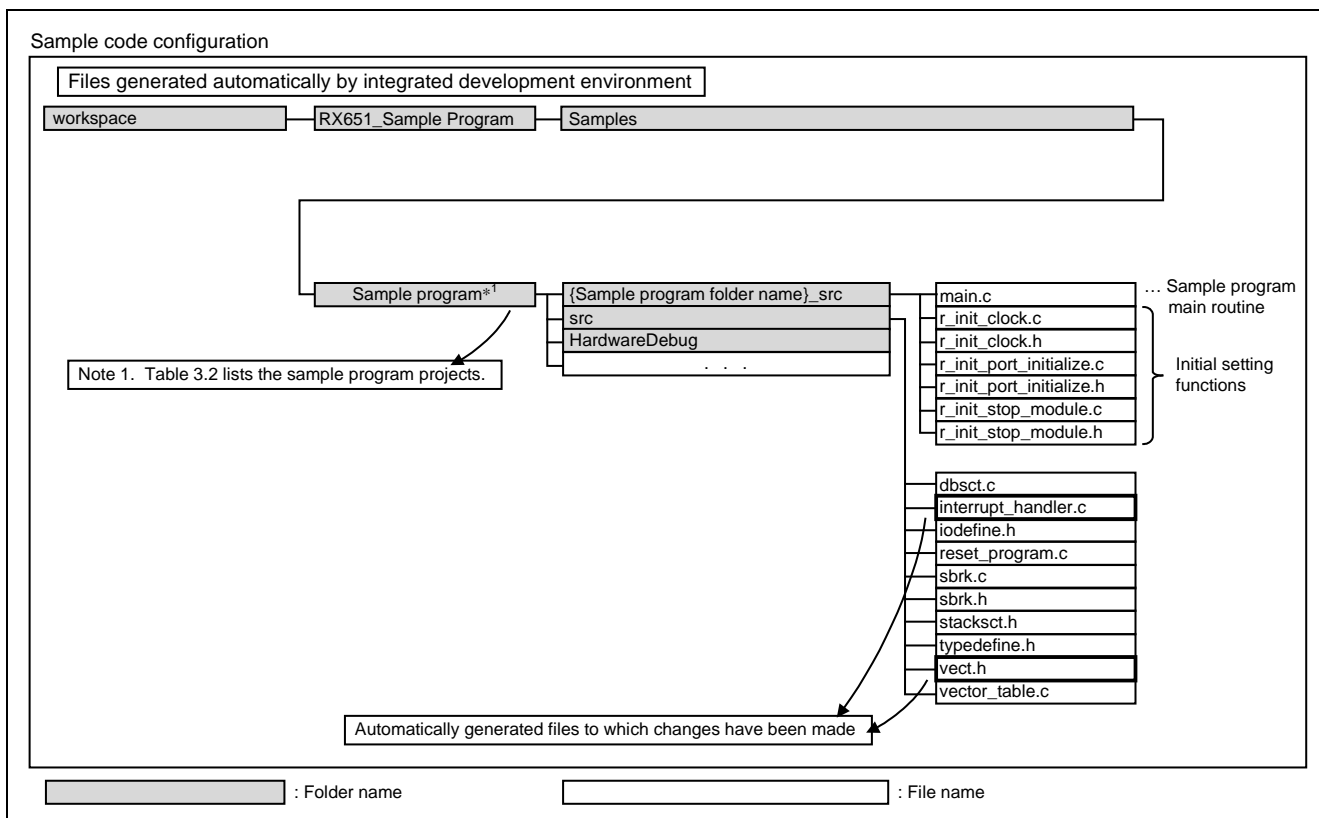 Sample code configuration
Files generated automatically by integrated development environment
workspace
RX651_Sample Program
Samples
Sample program*1
{Sample program folder name}_src
src
HardwareDebug
. . .
Note 1. Table 3.2 lists the sample program projects.
main.c
r_init_clock.c
r_init_clock.h
r_init_port_initialize.c
r_init_port_initialize.h
r_init_stop_module.c
r_init_stop_module.h
… Sample program
main routine
Initial setting
functions
dbsct.c
interrupt_handler.c
iodefine.h
reset_program.c
sbrk.c
sbrk.h
stacksct.h
typedefine.h
vect.h
vector_table.c
Automatically generated files to which changes have been made
: Folder name
: File name